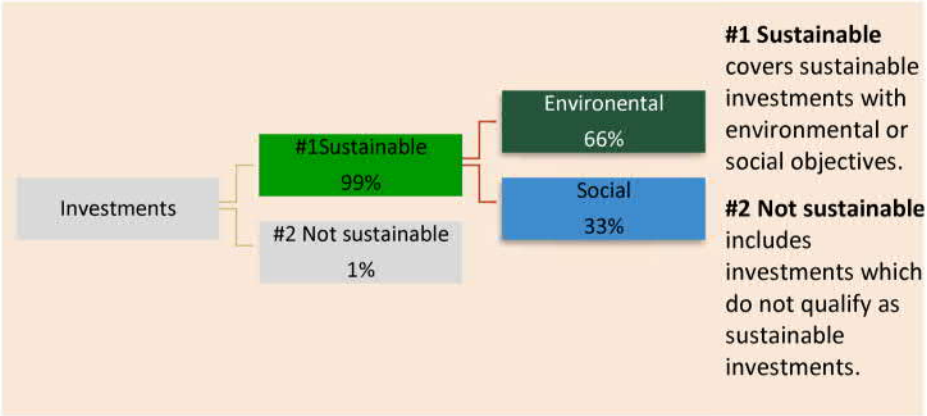 Investments
#1Sustainable
99%
#2 Not sustainable
1%
Environental
66%
Social
33%
#1 Sustainable
covers sustainable
investments with
environmental or
social objectives.
#2 Not sustainable
includes
investments which
do not qualify as
sustainable
investments.